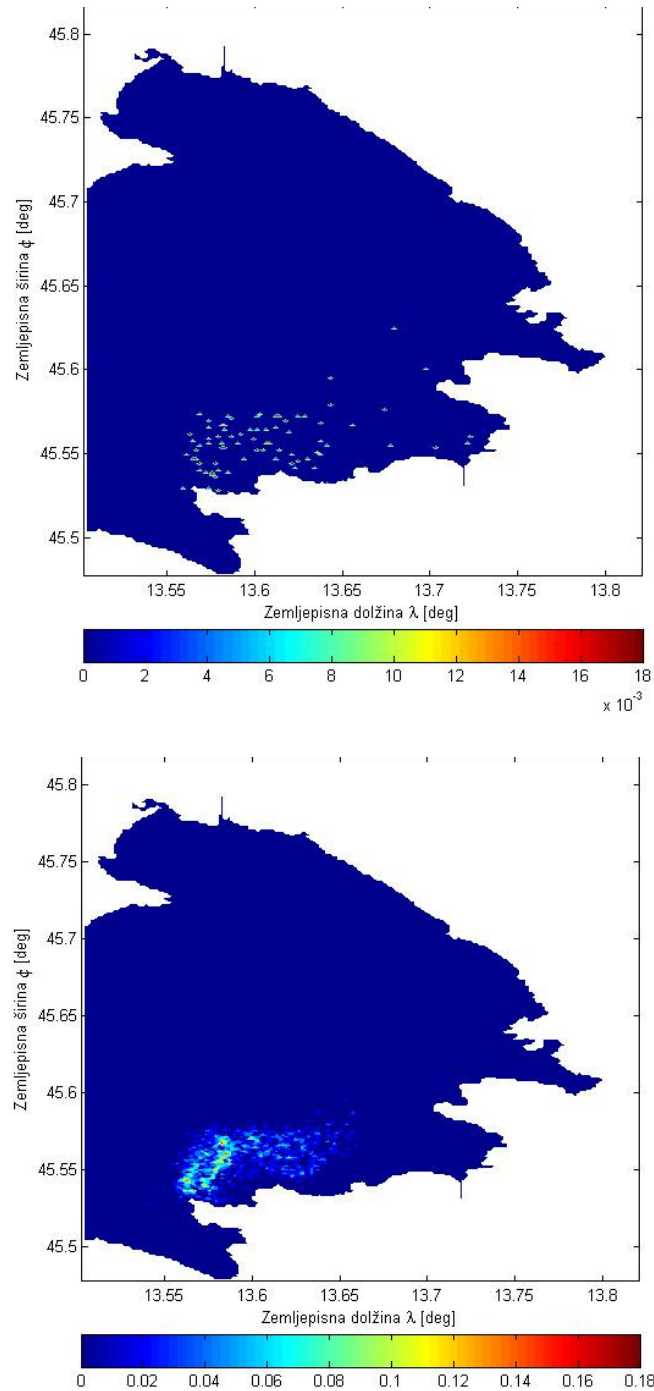 45.8
45.75
45.7
45.65
45.6
45.55
45.5
Zemljepisna širina ϕ [deg]
13.55 13.6 13.65 13.7 13.75 13.8
Zemljepisna dolžina λ [deg]
0 2 4 6 8 10 12 14 16 18
x 10⁻³
45.8
45.75
45.7
45.65
45.6
45.55
45.5
Zemljepisna širina ϕ [deg]
13.55 13.6 13.65 13.7 13.75 13.8
Zemljepisna dolžina λ [deg]
0 0.02 0.04 0.06 0.08 0.1 0.12 0.14 0.16 0.18